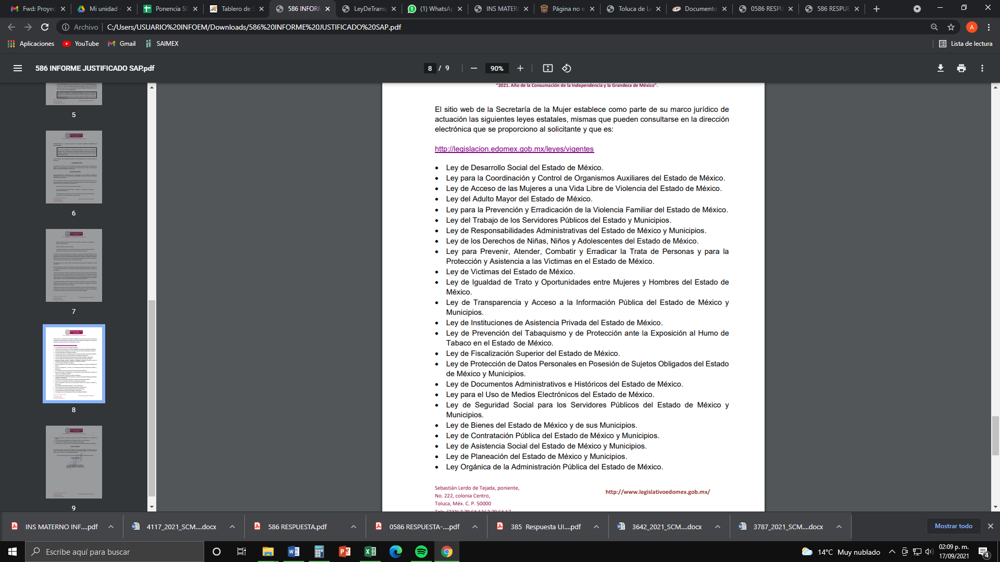 Fwd: Proyec
Mi unidad -
Ponencia SC
Tablero de S
586 INFORM
LeyDeTransp
(1) WhatsAp
INS MATERN
Página no e
Toluca de Le
Documento
0586 RESPU
586 RESPUE
Archivo
C:/Users/USUARIO%20INFOEM/Downloads/586%20INFORME%20JUSTIFICADO%20SAP.pdf
A
Aplicaciones
YouTube
Gmail
SAIMEX
Lista de lectura
586 INFORME JUSTIFICADO SAP.pdf
8 / 9
90%
5
6
7
8
9
"2021. Año de la Consumación de la Independencia y la Grandeza de México".
El sitio web de la Secretaría de la Mujer establece como parte de su marco jurídico de
actuación las siguientes leyes estatales, mismas que pueden consultarse en la dirección
electrónica que se proporciono al solicitante y que es:
http://legislacion.edomex.gob.mx/leyes/vigentes
• Ley de Desarrollo Social del Estado de México.
• Ley para la Coordinación y Control de Organismos Auxiliares del Estado de México.
• Ley de Acceso de las Mujeres a una Vida Libre de Violencia del Estado de México.
• Ley del Adulto Mayor del Estado de México.
• Ley para la Prevención y Erradicación de la Violencia Familiar del Estado de México.
• Ley del Trabajo de los Servidores Públicos del Estado y Municipios.
• Ley de Responsabilidades Administrativas del Estado de México y Municipios.
• Ley de los Derechos de Niñas, Niños y Adolescentes del Estado de México.
• Ley para Prevenir, Atender, Combatir y Erradicar la Trata de Personas y para la
Protección y Asistencia a las Victimas en el Estado de México.
• Ley de Victimas del Estado de México.
• Ley de Igualdad de Trato y Oportunidades entre Mujeres y Hombres del Estado de
México.
• Ley de Transparencia y Acceso a la Información Pública del Estado de México y
Municipios.
• Ley de Instituciones de Asistencia Privada del Estado de México.
• Ley de Prevención del Tabaquismo y de Protección ante la Exposición al Humo de
Tabaco en el Estado de México.
• Ley de Fiscalización Superior del Estado de México.
• Ley de Protección de Datos Personales en Posesión de Sujetos Obligados del Estado
de México y Municipios.
• Ley de Documentos Administrativos e Históricos del Estado de México.
• Ley para el Uso de Medios Electrónicos del Estado de México.
• Ley de Seguridad Social para los Servidores Públicos del Estado de México y
Municipios.
• Ley de Bienes del Estado de México y de sus Municipios.
• Ley de Contratación Pública del Estado de México y Municipios.
• Ley de Asistencia Social del Estado de México y Municipios.
• Ley de Planeación del Estado de México y Municipios.
• Ley Orgánica de la Administración Pública del Estado de México.
Sebastián Lerdo de Tejada, poniente,
No. 222, colonia Centro,
Toluca, Méx. C. P. 50000
http://www.legislativoedomex.gob.mx/
INS MATERNO INF....pdf
4117_2021_SCM....docx
586 RESPUESTA.pdf
0586 RESPUESTA-....pdf
385 Respuesta UI....pdf
3642_2021_SCM....docx
3787_2021_SCM....docx
Mostrar todo
Escribe aquí para buscar
14°C Muy nublado
02:09 p. m.
17/09/2021
4